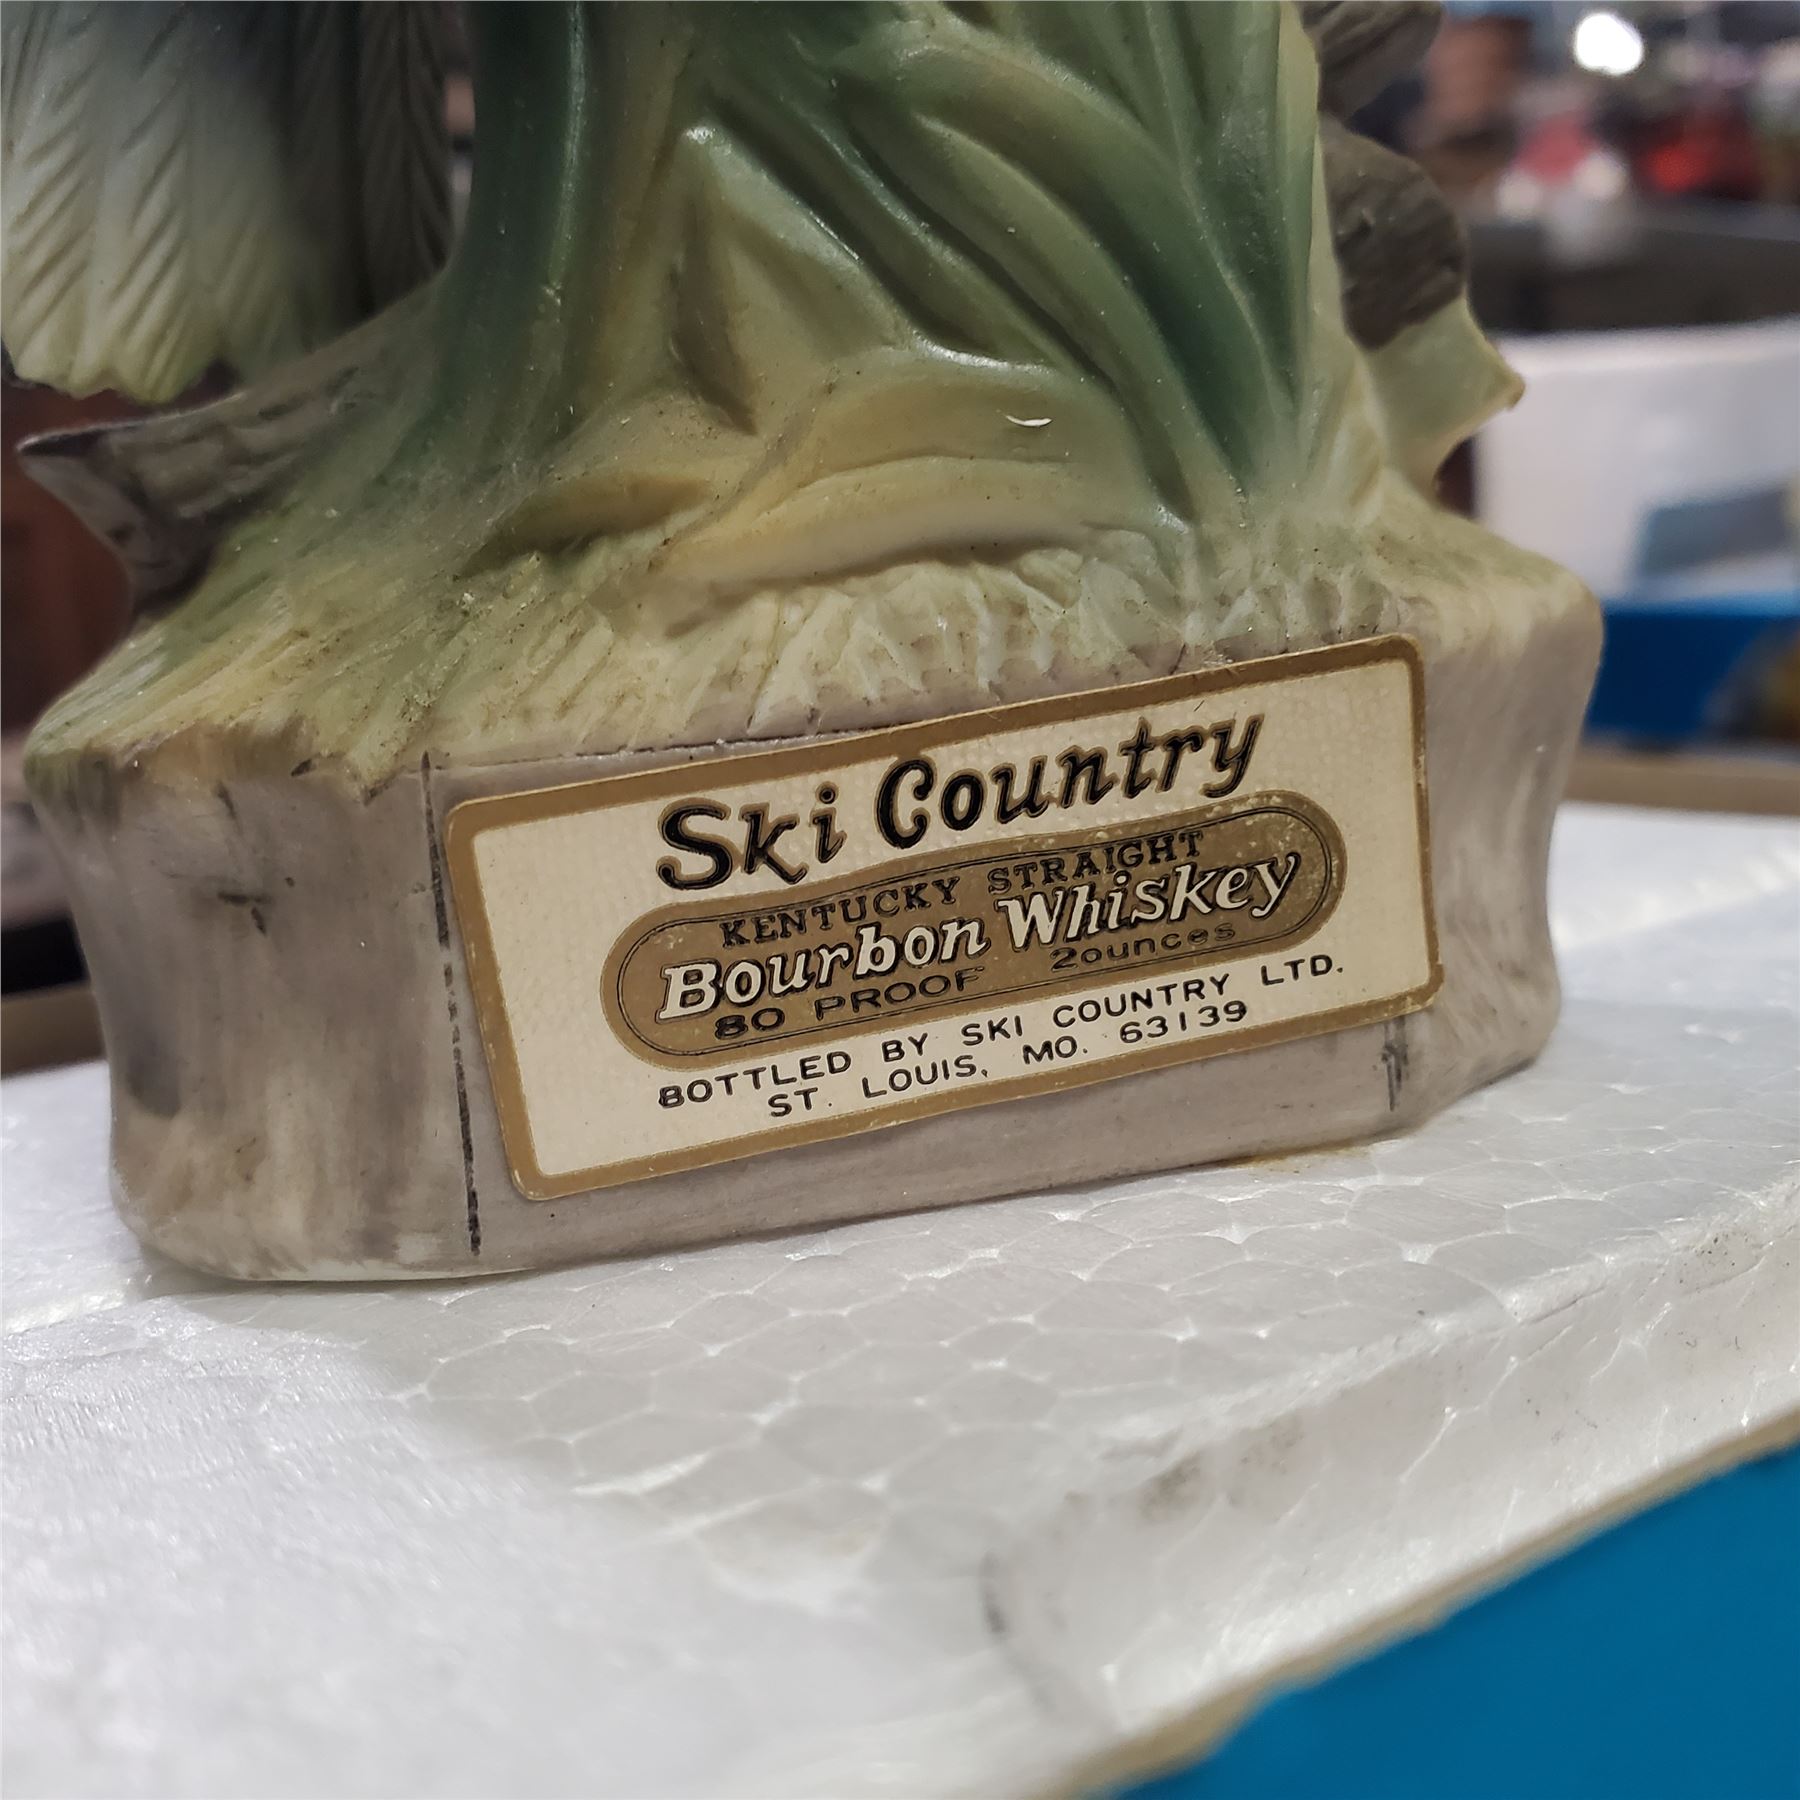 Ski Country
KENTUCKY STRAIGHT
Bourbon Whiskey
80 PROOF 2ounces
BOTTLED BY SKI COUNTRY LTD.
ST. LOUIS, MO. 63139